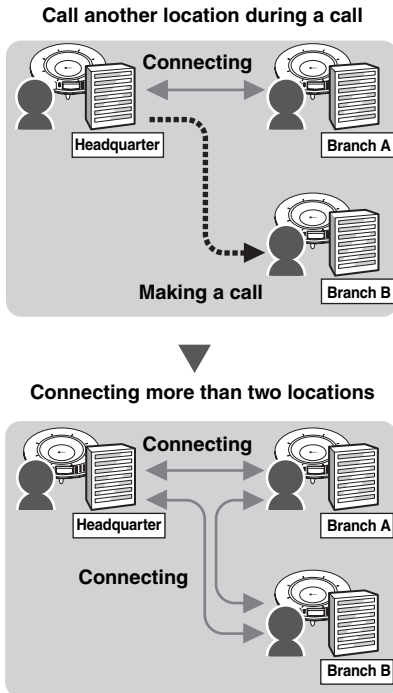 Call another location during a call
Connecting
Headquarter
Branch A
Making a call
Branch B
Connecting more than two locations
Connecting
Headquarter
Branch A
Connecting
Branch B